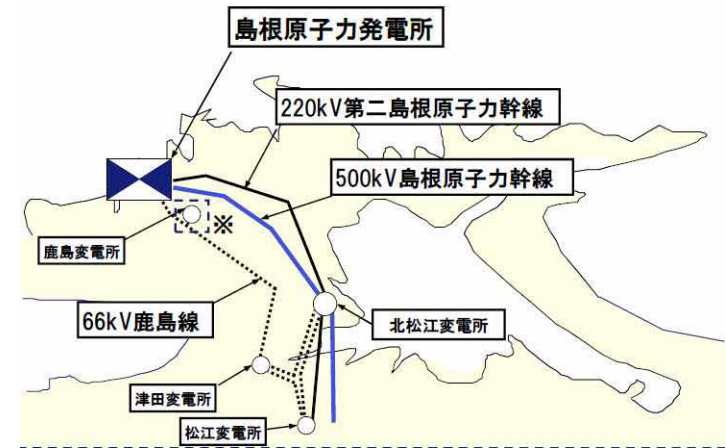 島根原子力発電所
220kV第二島根原子力幹線
500kV島根原子力幹線
※
鹿島変電所
66kV鹿島線
北松江変電所
津田変電所
松江変電所